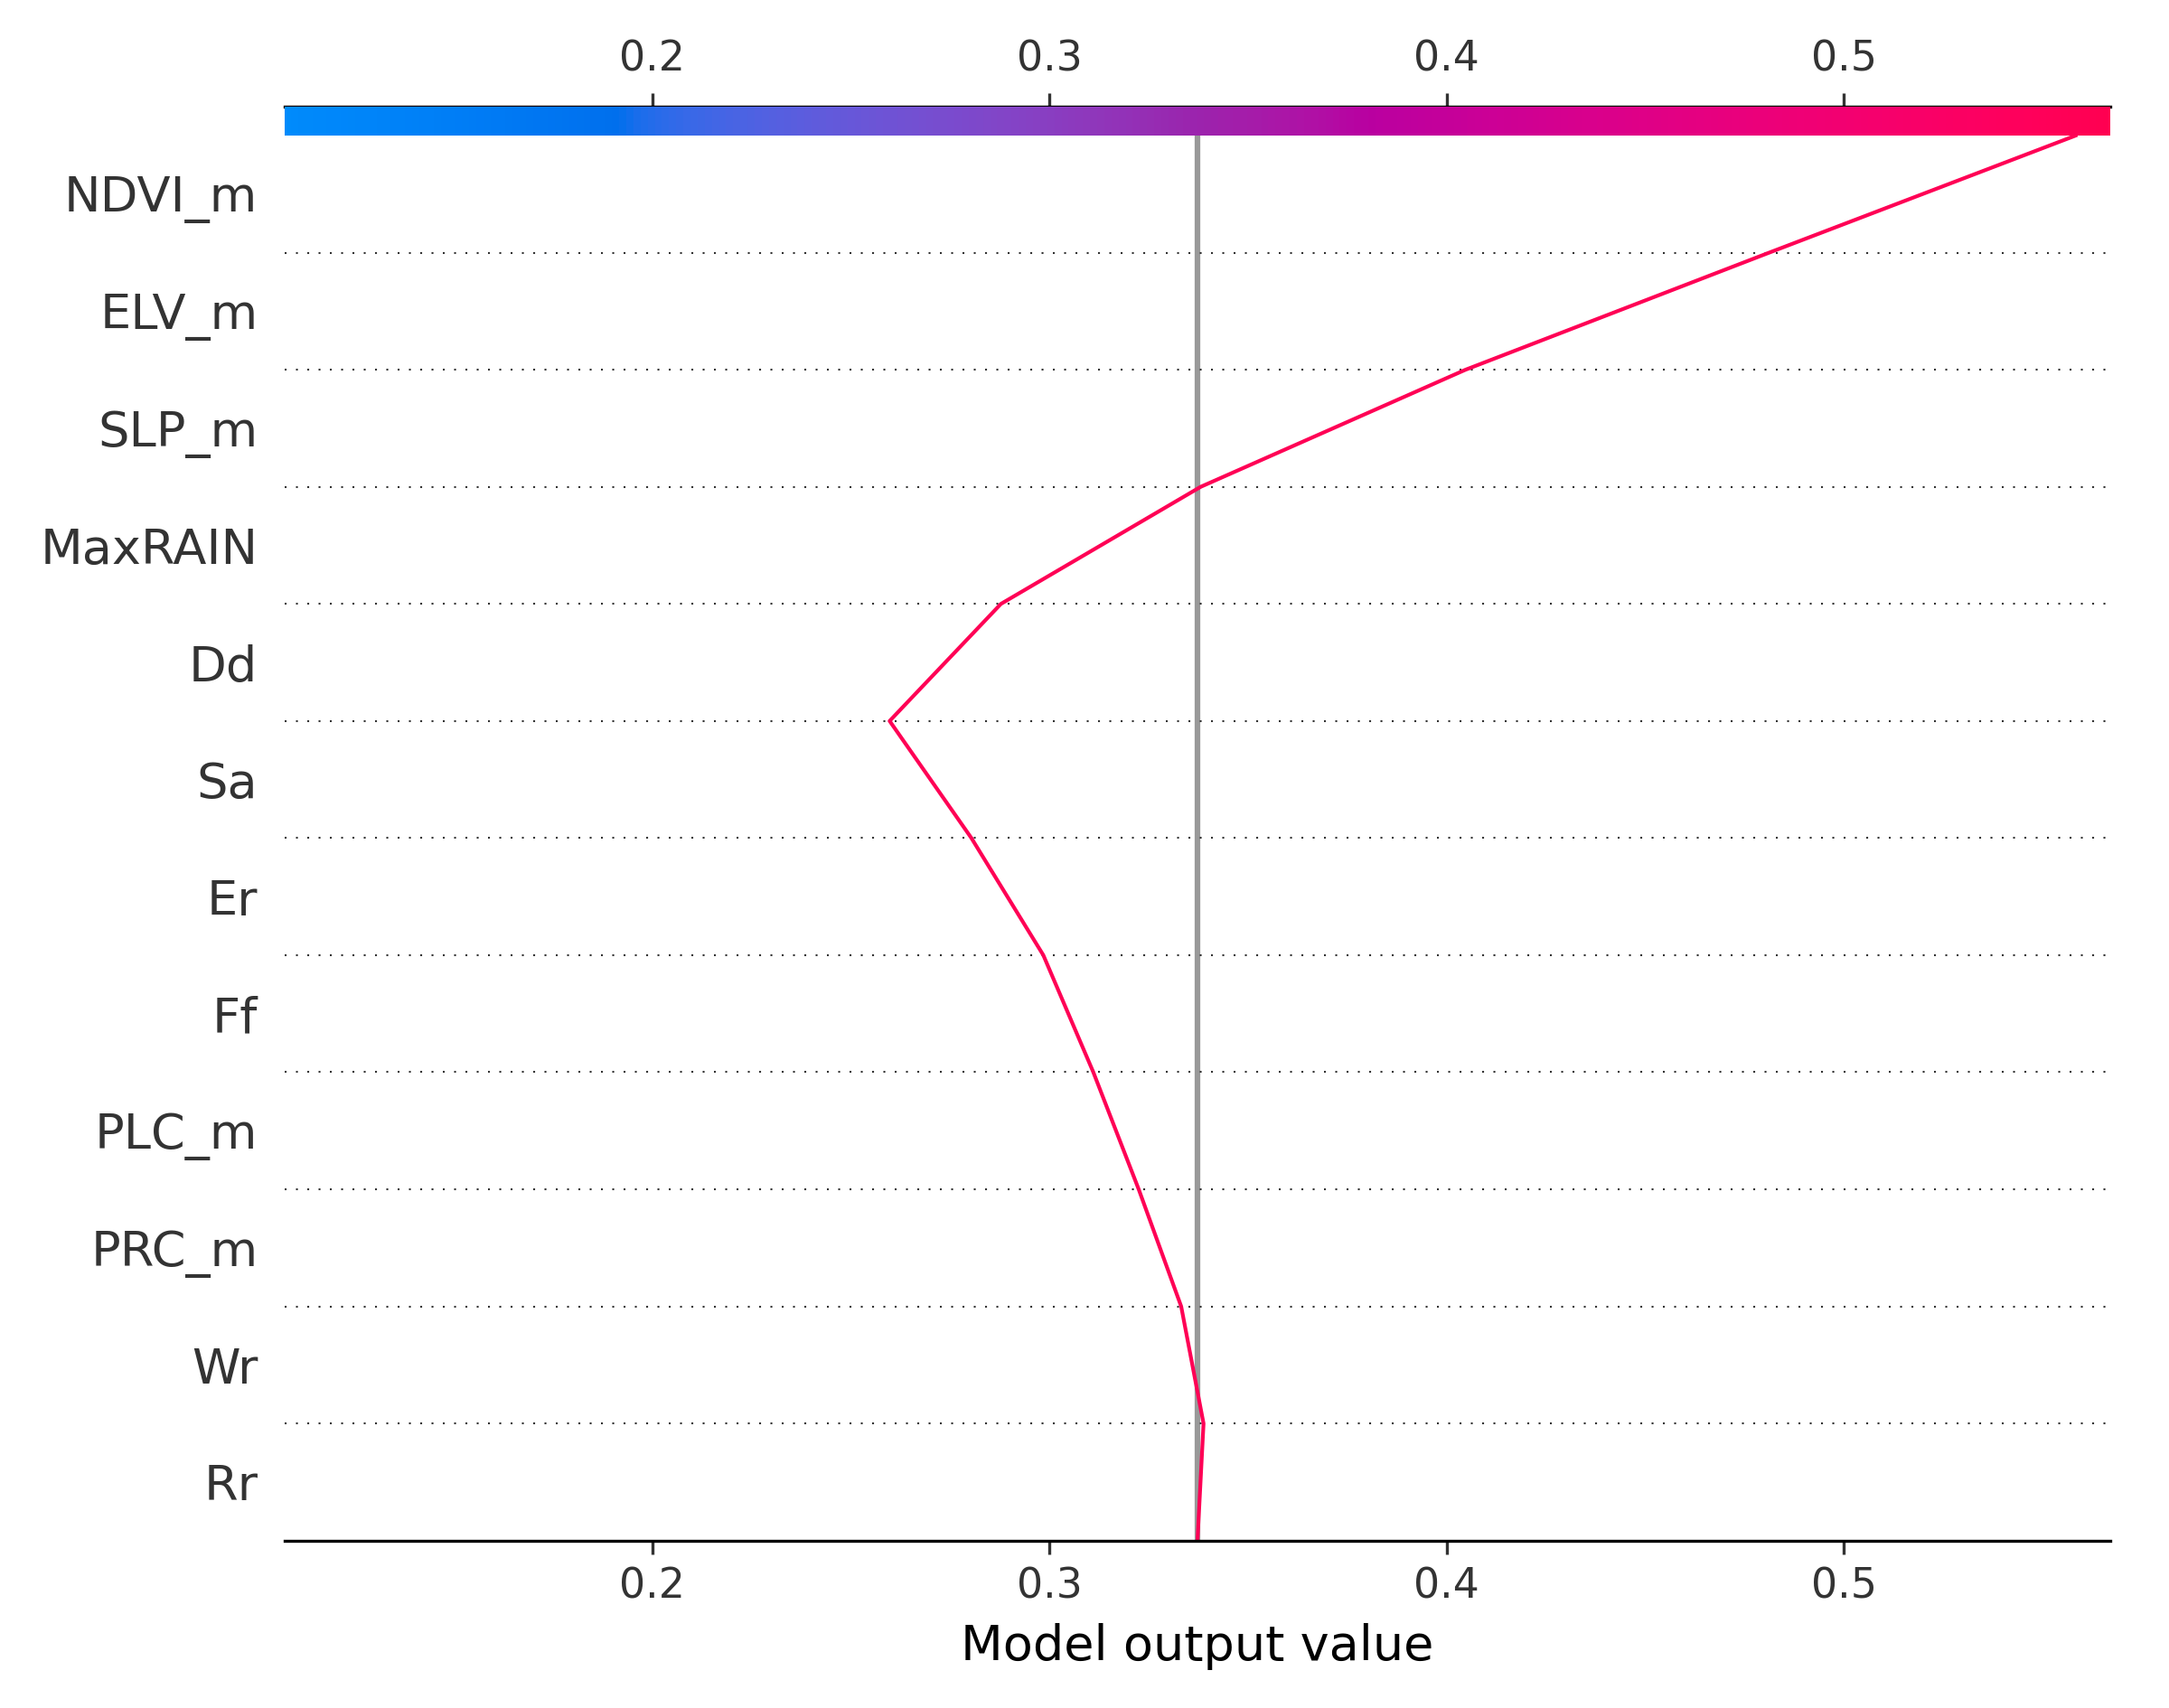 0.2 0.3 0.4 0.5
NDVI_m
ELV_m
SLP_m
MaxRAIN
Dd
Sa
Er
Ff
PLC_m
PRC_m
Wr
Rr
0.2 0.3 0.4 0.5
Model output value